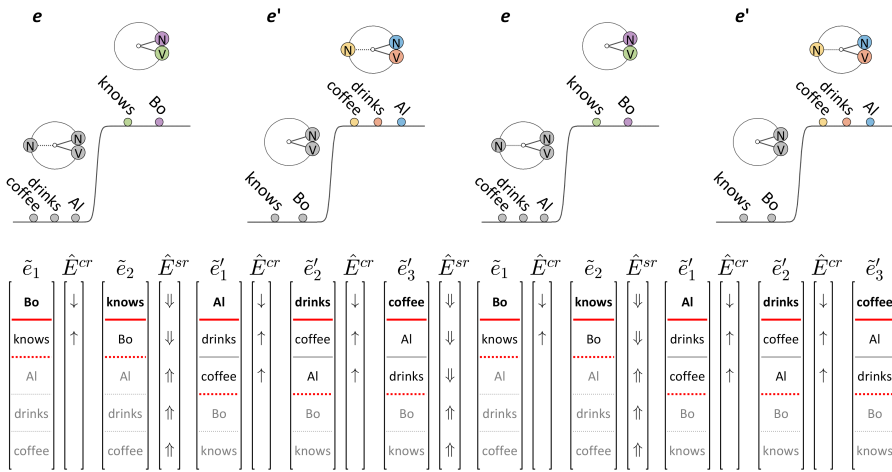 e e' e e'
N V N N V N V N N V
knows Bo coffee drinks Al knows Bo coffee drinks Al
N N V N V N N V N V
coffee drinks Al knows Bo coffee drinks Al knows Bo
ẽ₁ Ê^cr ẽ₂ Ê^sr ẽ′₁ Ê^cr ẽ′₂ Ê^cr ẽ′₃ Ê^sr ẽ₁ Ê^cr ẽ₂ Ê^sr ẽ′₁ Ê^cr ẽ′₂ Ê^cr ẽ′₃
Bo ↓ knows ⇓ Al ↓ drinks ↓ coffee ⇓ Bo ↓ knows ⇓ Al ↓ drinks ↓ coffee
knows ↑ Bo ⇓ drinks ↑ coffee ↑ Al ⇓ knows ↑ Bo ⇓ drinks ↑ coffee ↑ Al
Al Al ⇑ coffee ↑ Al ↑ drinks ⇓ Al Al ⇑ coffee ↑ Al ↑ drinks
drinks drinks ⇑ Bo Bo Bo ⇑ drinks drinks ⇑ Bo Bo Bo
coffee coffee ⇑ knows knows knows ⇑ coffee coffee ⇑ knows knows knows